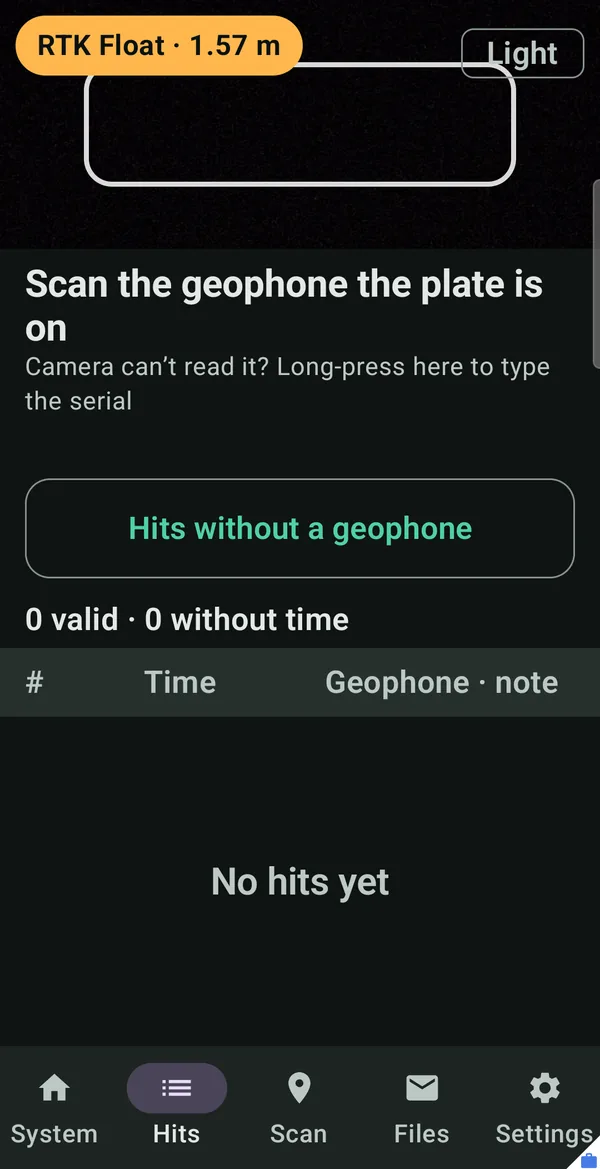 RTK Float · 1.57 m
Light
Scan the geophone the plate is
on
Camera can’t read it? Long-press here to type
the serial
Hits without a geophone
0 valid · 0 without time
# Time Geophone · note
No hits yet
System Hits Scan Files Settings